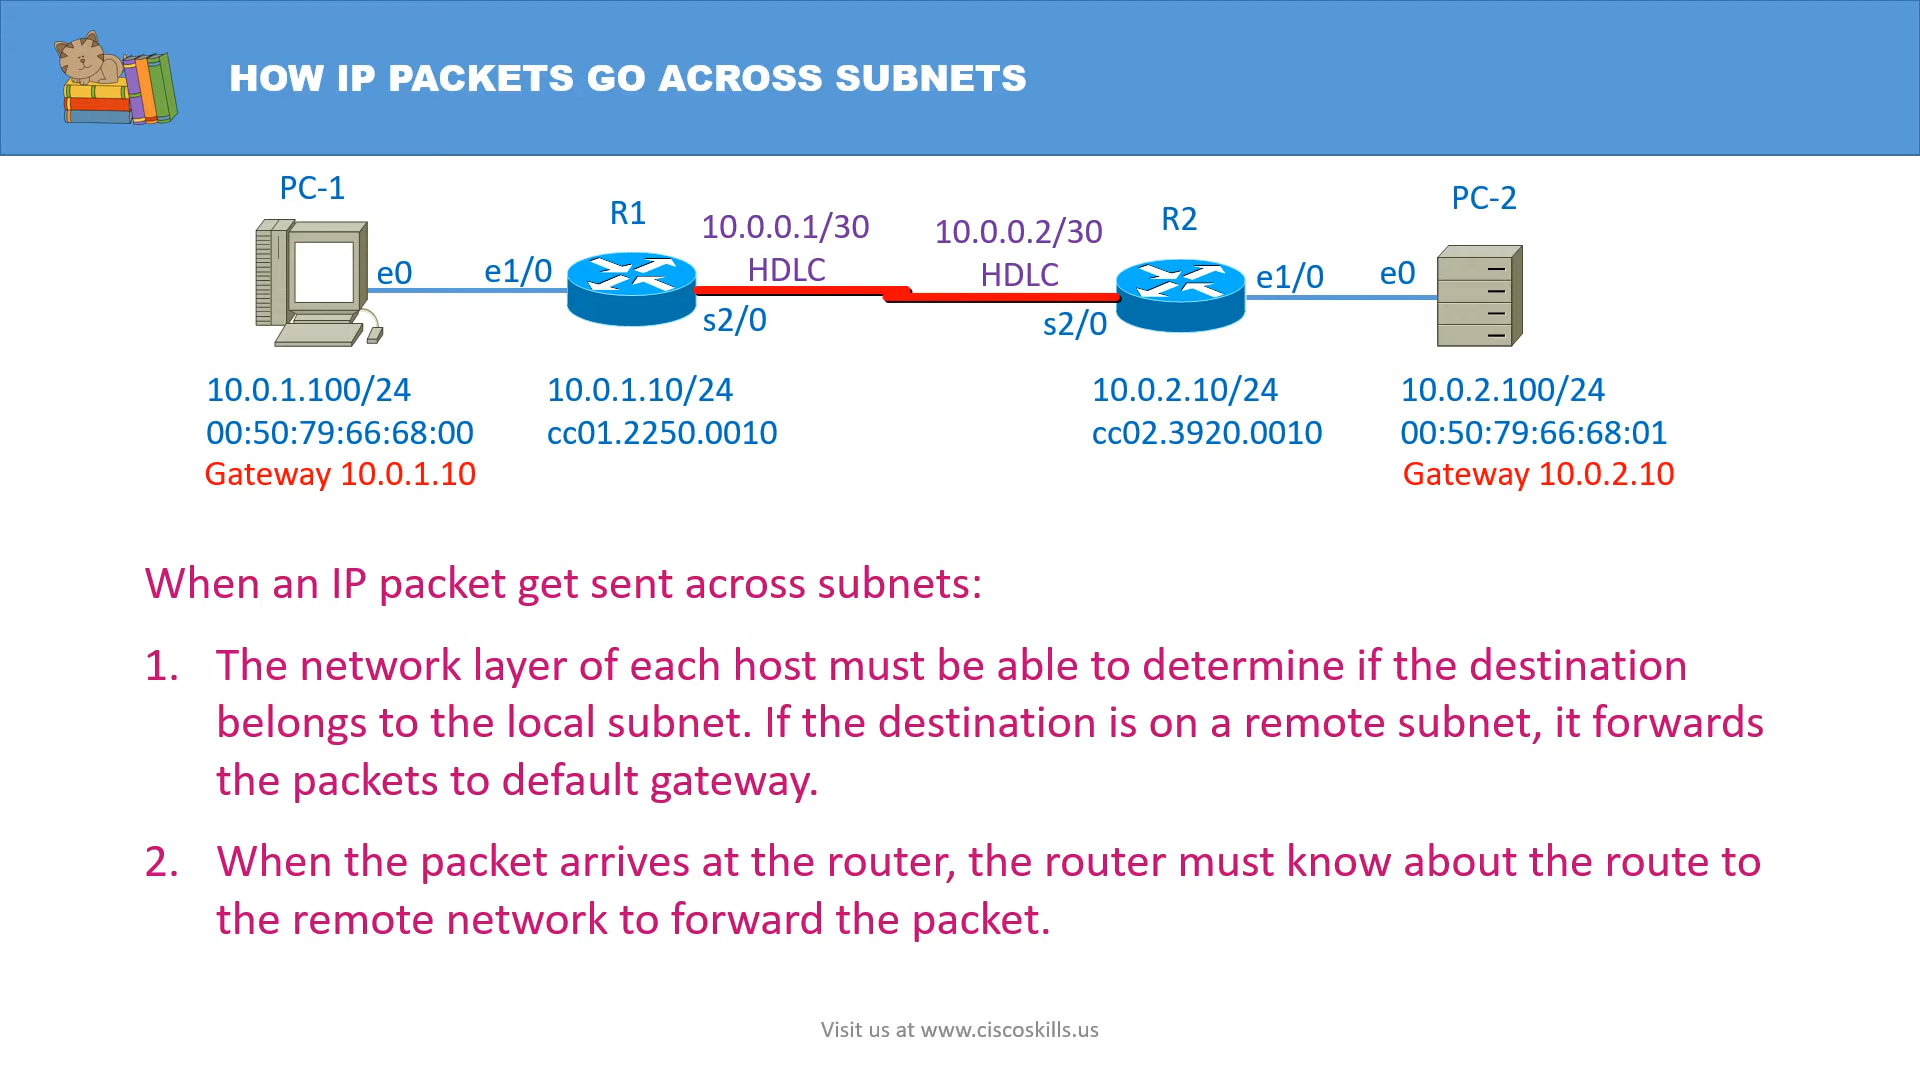 HOW IP PACKETS GO ACROSS SUBNETS
PC-1
R1
10.0.0.1/30
HDLC
10.0.0.2/30
HDLC
R2
PC-2
e0
e1/0
s2/0
s2/0
e1/0
e0
10.0.1.100/24
00:50:79:66:68:00
Gateway 10.0.1.10
10.0.1.10/24
cc01.2250.0010
10.0.2.10/24
cc02.3920.0010
10.0.2.100/24
00:50:79:66:68:01
Gateway 10.0.2.10
When an IP packet get sent across subnets:
1. The network layer of each host must be able to determine if the destination
belongs to the local subnet. If the destination is on a remote subnet, it forwards
the packets to default gateway.
2. When the packet arrives at the router, the router must know about the route to
the remote network to forward the packet.
Visit us at www.ciscoskills.us